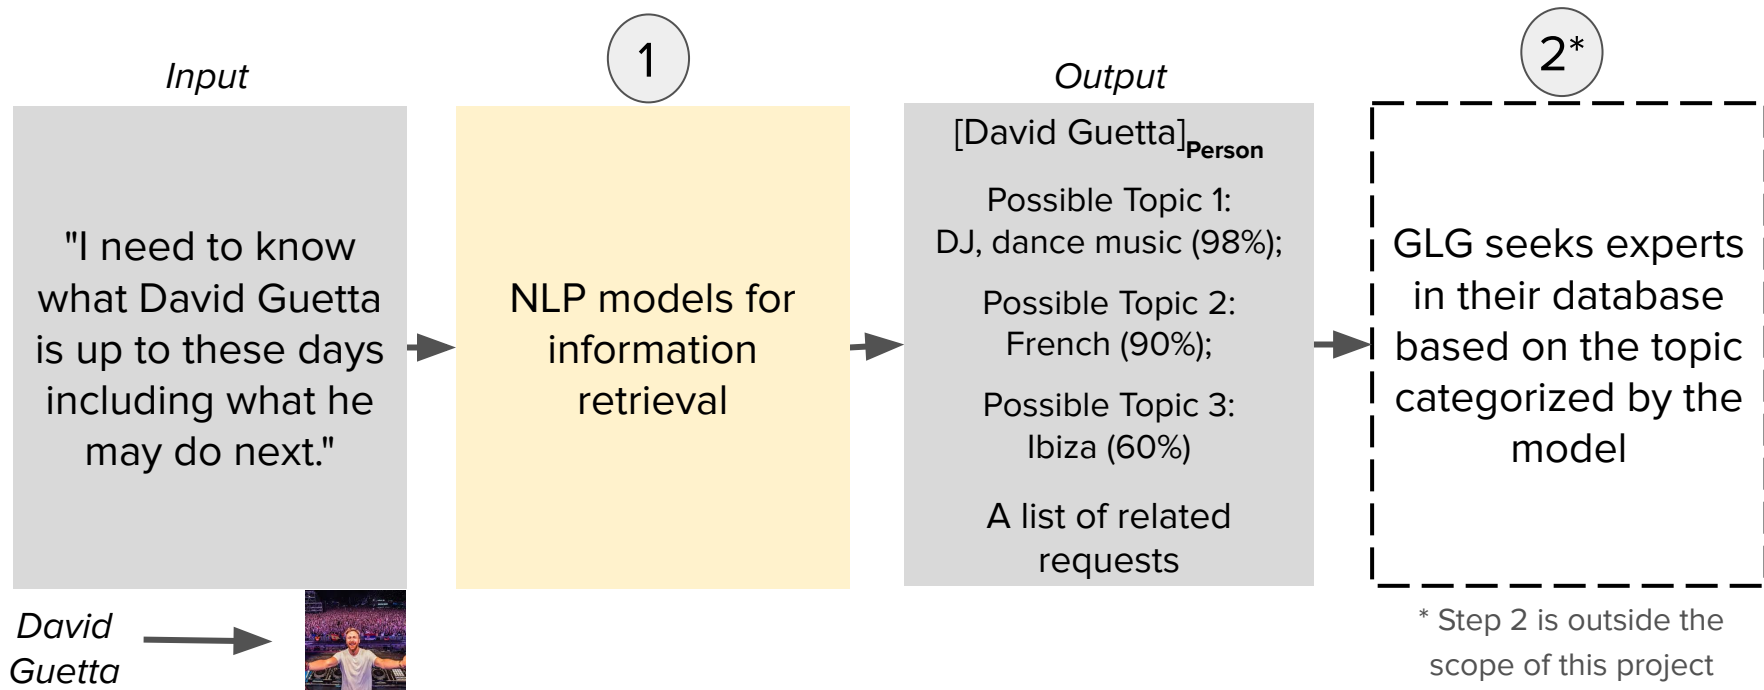 Input
1
Output
2*
"I need to know
what David Guetta
is up to these days
including what he
may do next."
NLP models for
information
retrieval
[David Guetta]Person
Possible Topic 1:
DJ, dance music (98%);
Possible Topic 2:
French (90%);
Possible Topic 3:
Ibiza (60%)
A list of related
requests
GLG seeks experts
in their database
based on the topic
categorized by the
model
David
Guetta
* Step 2 is outside the
scope of this project